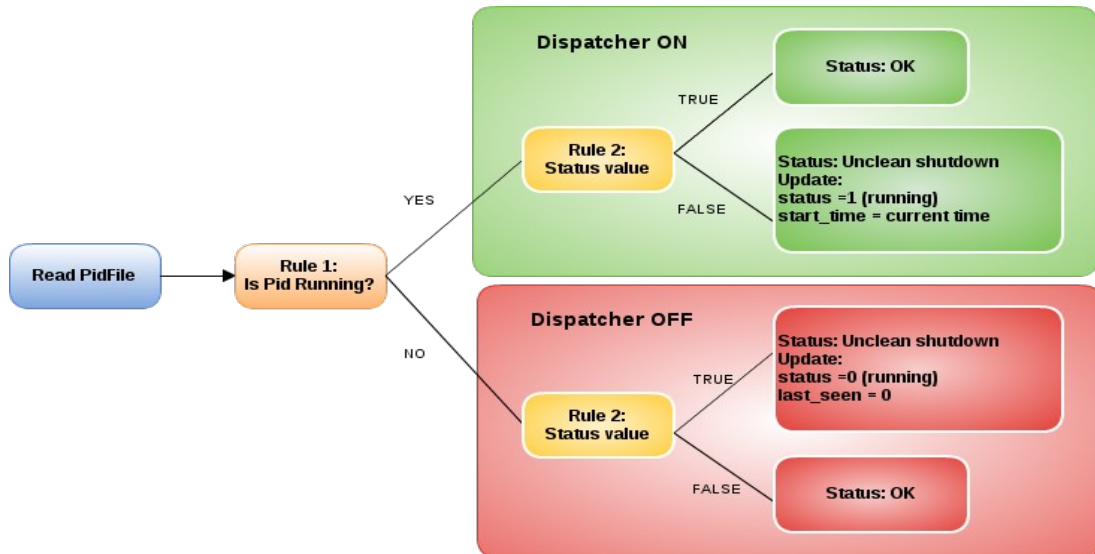 Dispatcher ON
Status: OK
TRUE
Rule 2:
Status value
Status: Unclean shutdown
Update:
status =1 (running)
start_time = current time
FALSE
YES
Read PidFile
Rule 1:
Is Pid Running?
NO
Dispatcher OFF
Status: Unclean shutdown
Update:
status =0 (running)
last_seen = 0
TRUE
Rule 2:
Status value
FALSE
Status: OK